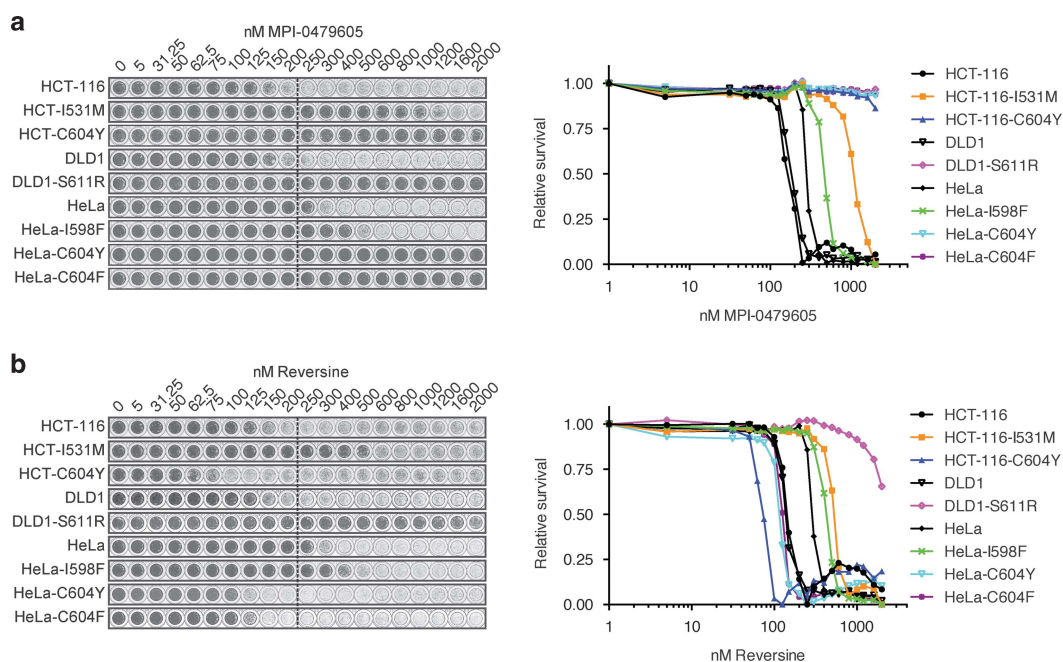 a
nM MPI-0479605
0 5 31.25 50 62.5 75 100 125 150 200 250 300 400 500 600 800 1000 1200 1600 2000
HCT-116
HCT-I531M
HCT-C604Y
DLD1
DLD1-S611R
HeLa
HeLa-I598F
HeLa-C604Y
HeLa-C604F
Relative survival
1.00
0.75
0.50
0.25
0.00
1 10 100 1000
nM MPI-0479605
HCT-116
HCT-116-I531M
HCT-116-C604Y
DLD1
DLD1-S611R
HeLa
HeLa-I598F
HeLa-C604Y
HeLa-C604F
b
nM Reversine
0 5 31.25 50 62.5 75 100 125 150 200 250 300 400 500 600 800 1000 1200 1600 2000
HCT-116
HCT-I531M
HCT-C604Y
DLD1
DLD1-S611R
HeLa
HeLa-I598F
HeLa-C604Y
HeLa-C604F
Relative survival
1.00
0.75
0.50
0.25
0.00
1 10 100 1000
nM Reversine
HCT-116
HCT-116-I531M
HCT-116-C604Y
DLD1
DLD1-S611R
HeLa
HeLa-I598F
HeLa-C604Y
HeLa-C604F